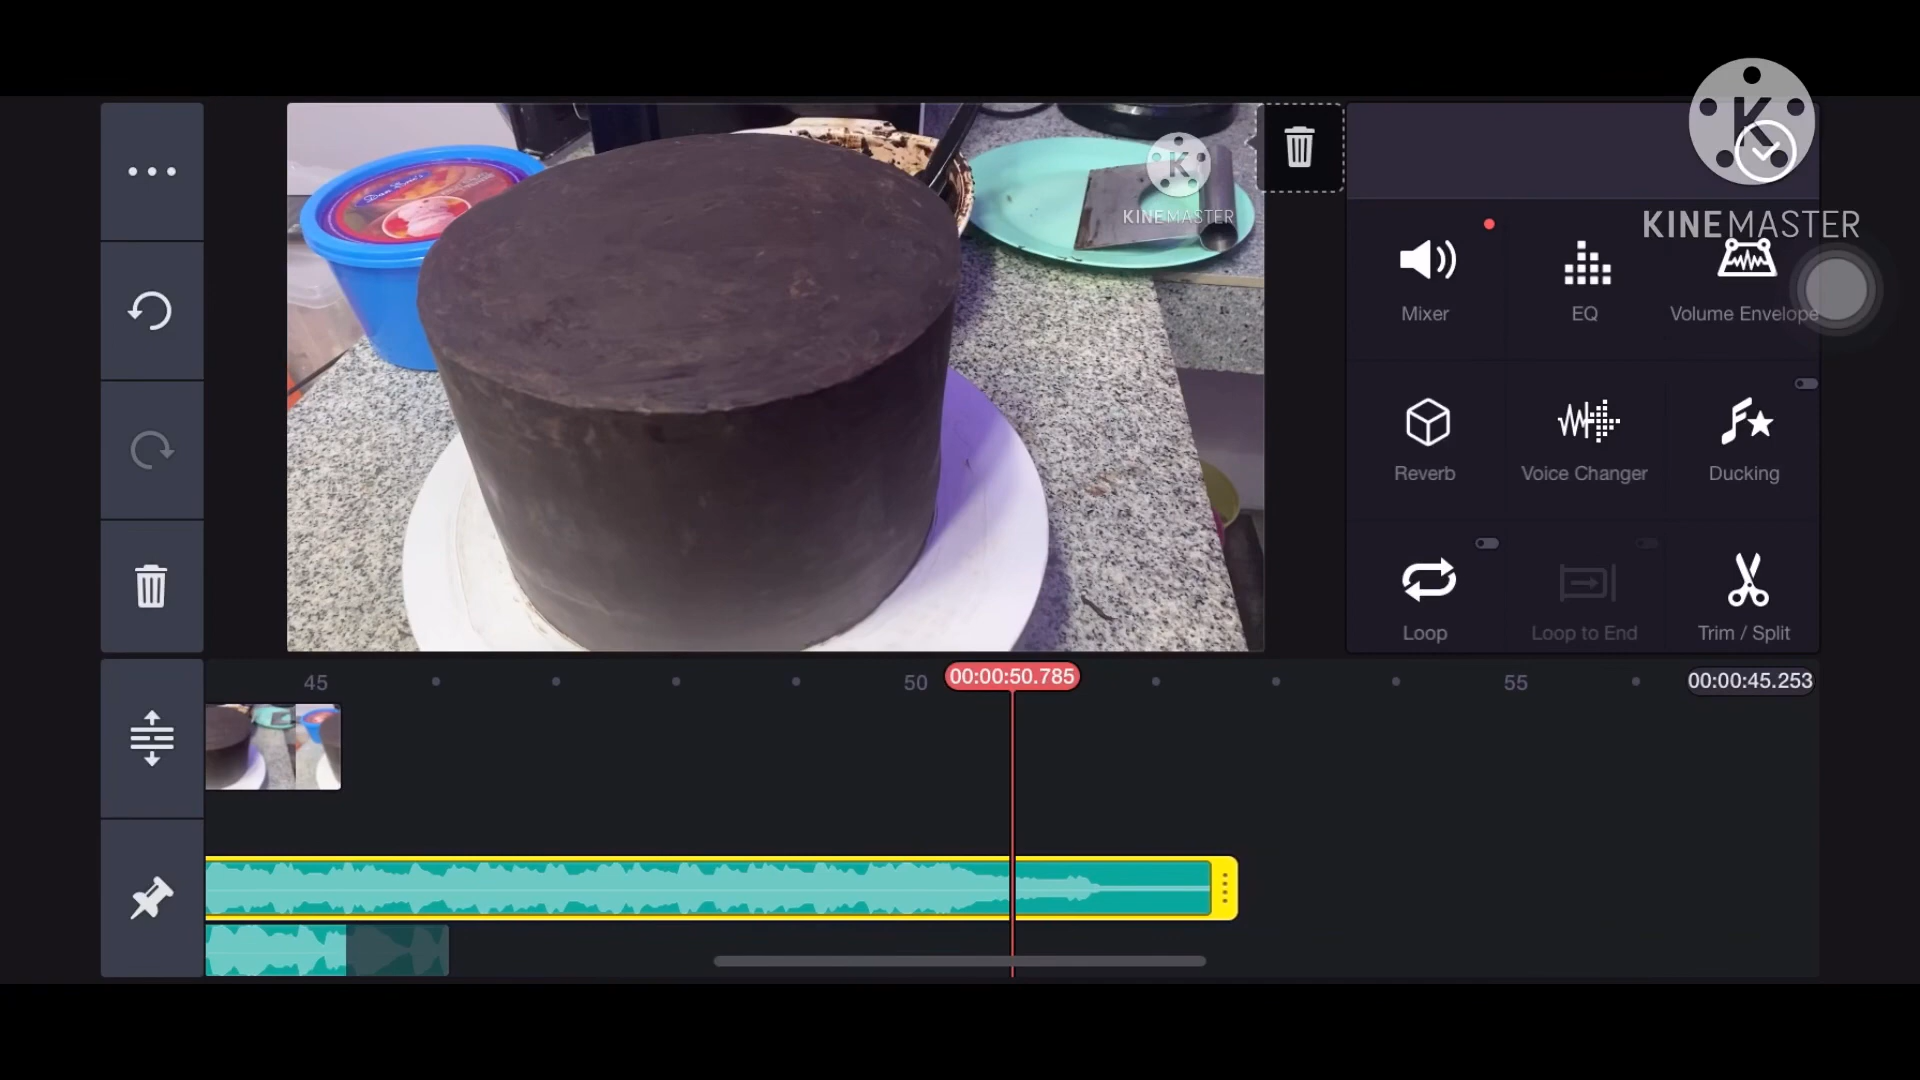 KINEMASTER
KINEMASTER
Mixer
EQ
Volume Envelope
Reverb
Voice Changer
Ducking
Loop
Loop to End
Trim / Split
45
50
00:00:50.785
55
00:00:45.253